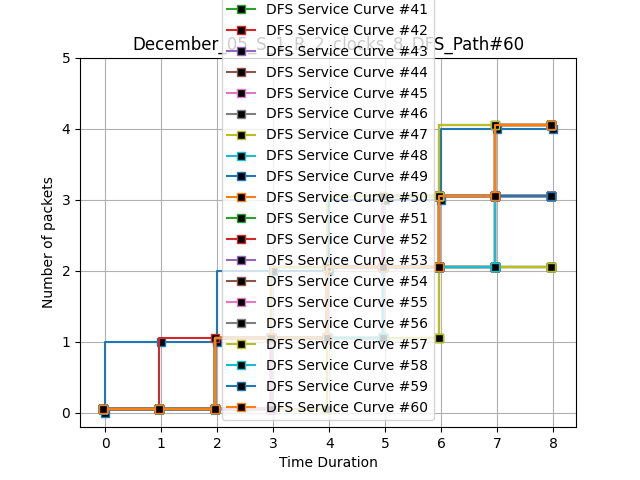 DFS Service Curve #41
DFS Service Curve #42
December_05_S_1_R_2_clocks_8_DFS_Path#60
DFS Service Curve #43
DFS Service Curve #44
DFS Service Curve #45
DFS Service Curve #46
DFS Service Curve #47
DFS Service Curve #48
DFS Service Curve #49
DFS Service Curve #50
DFS Service Curve #51
DFS Service Curve #52
DFS Service Curve #53
DFS Service Curve #54
DFS Service Curve #55
DFS Service Curve #56
DFS Service Curve #57
DFS Service Curve #58
DFS Service Curve #59
DFS Service Curve #60
Number of packets
5
4
3
2
1
0
0 1 2 3 4 5 6 7 8
Time Duration